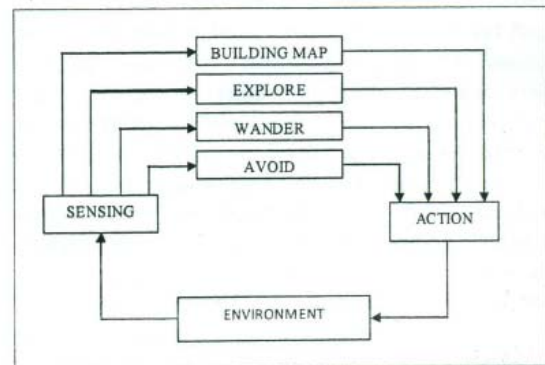 BUILDING MAP
EXPLORE
WANDER
AVOID
SENSING
ACTION
ENVIRONMENT